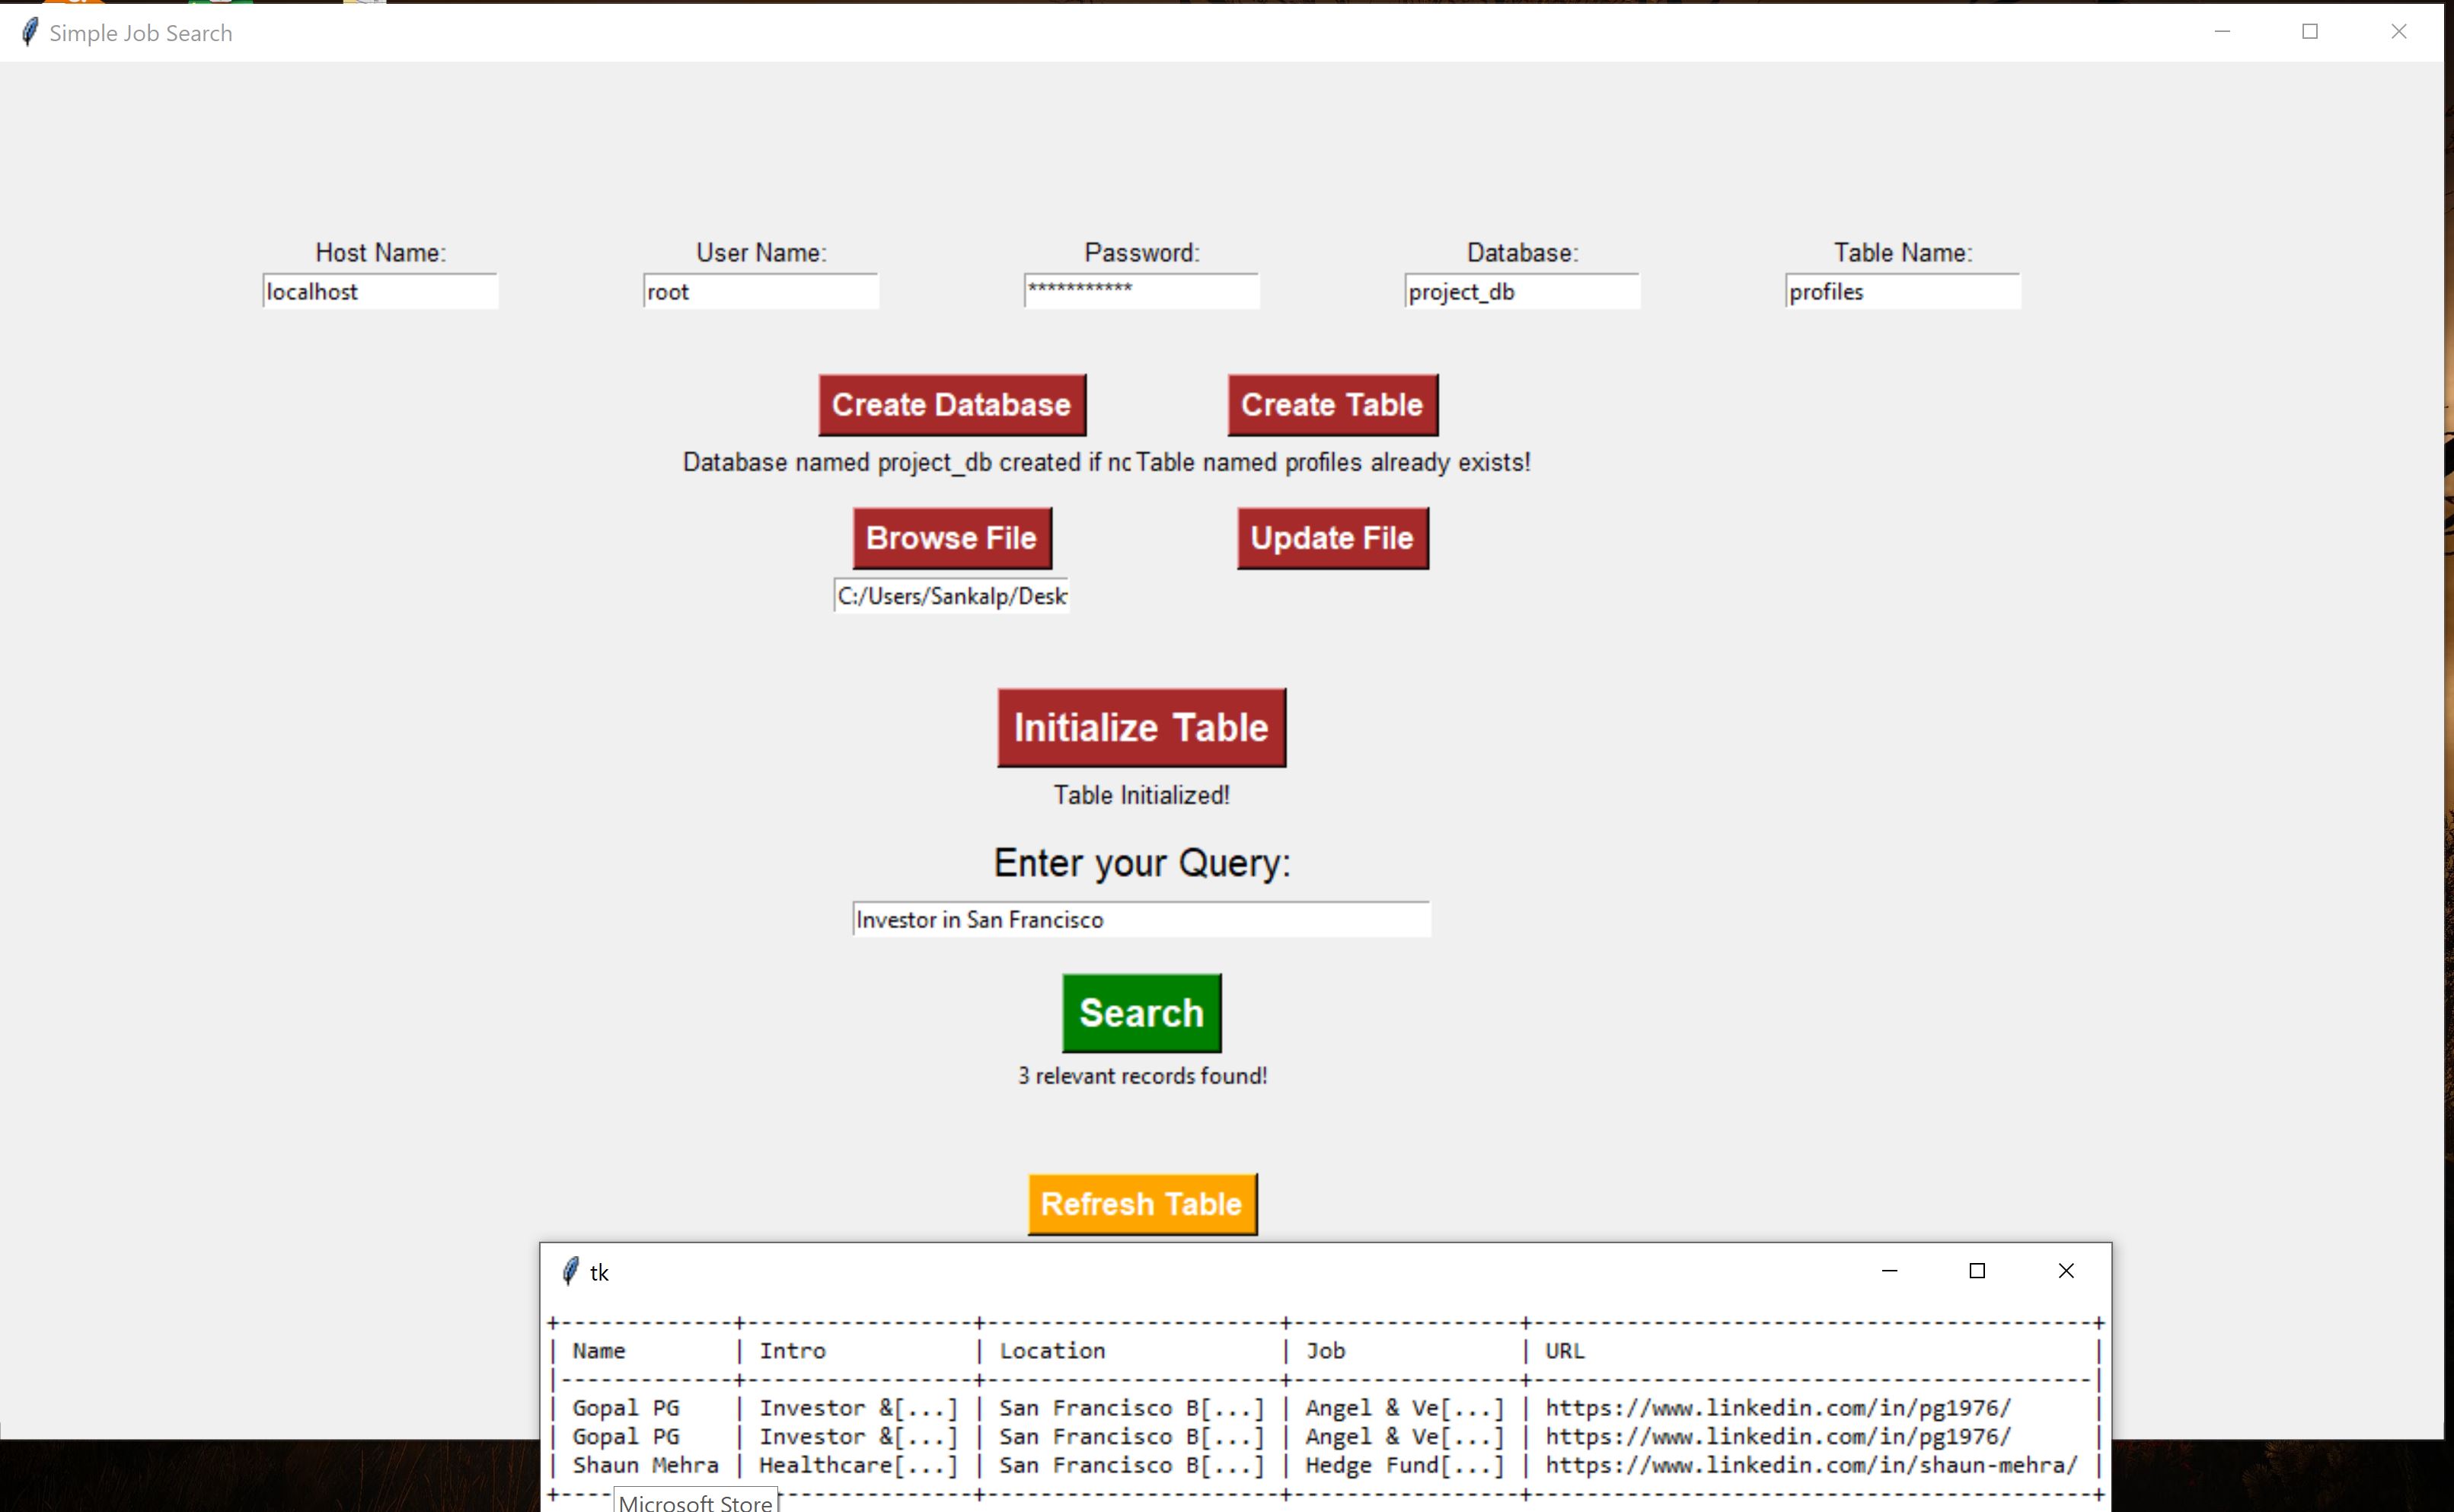 Simple Job Search
Host Name: User Name: Password: Database: Table Name:
localhost root *********** project_db profiles
Create Database Create Table
Database named project_db created if nc Table named profiles already exists!
Browse File Update File
C:/Users/Sankalp/Desk
Initialize Table
Table Initialized!
Enter your Query:
Investor in San Francisco
Search
3 relevant records found!
Refresh Table
tk
+-------------+-----------------+----------------------+-----------------+------------------------------------------+
| Name | Intro | Location | Job | URL |
|-------------+-----------------+----------------------+-----------------+------------------------------------------|
| Gopal PG | Investor &[...] | San Francisco B[...] | Angel & Ve[...] | https://www.linkedin.com/in/pg1976/ |
| Gopal PG | Investor &[...] | San Francisco B[...] | Angel & Ve[...] | https://www.linkedin.com/in/pg1976/ |
| Shaun Mehra | Healthcare[...] | San Francisco B[...] | Hedge Fund[...] | https://www.linkedin.com/in/shaun-mehra/ |
Microsoft Store